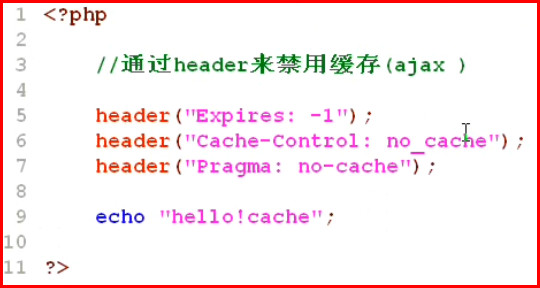 1 <?php
2
3 //通过header来禁用缓存(ajax )
4
5 header("Expires: -1");
6 header("Cache-Control: no_cache");
7 header("Pragma: no-cache");
8
9 echo "hello!cache";
10
11 ?>